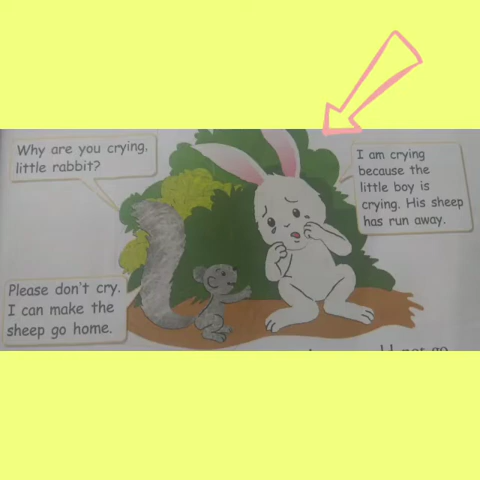 Why are you crying,
little rabbit?
I am crying
because the
little boy is
crying. His sheep
has run away.
Please don't cry.
I can make the
sheep go home.